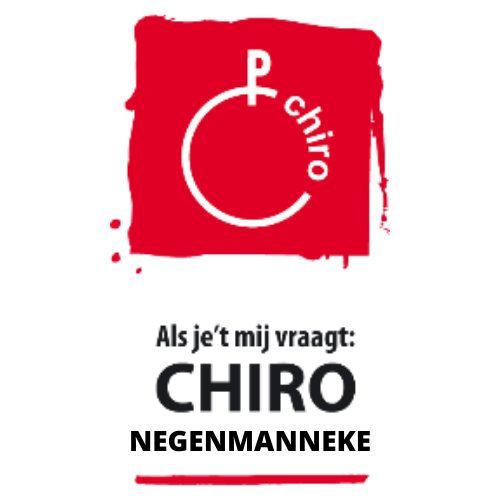 P
chiro
Als je't mij vraagt:
CHIRO
NEGENMANNEKE